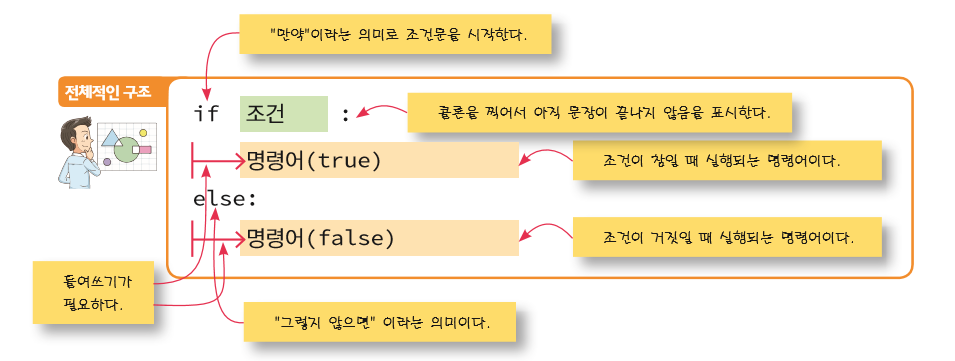 "만약"이라는 의미로 조건문을 시작한다.
전체적인 구조
if 조건 :
콜론을 찍어서 아직 문장이 끝나지 않음을 표시한다.
명령어(true)
조건이 참일 때 실행되는 명령어이다.
else:
명령어(false)
조건이 거짓일 때 실행되는 명령어이다.
들여쓰기가
필요하다.
"그렇지 않으면" 이라는 의미이다.